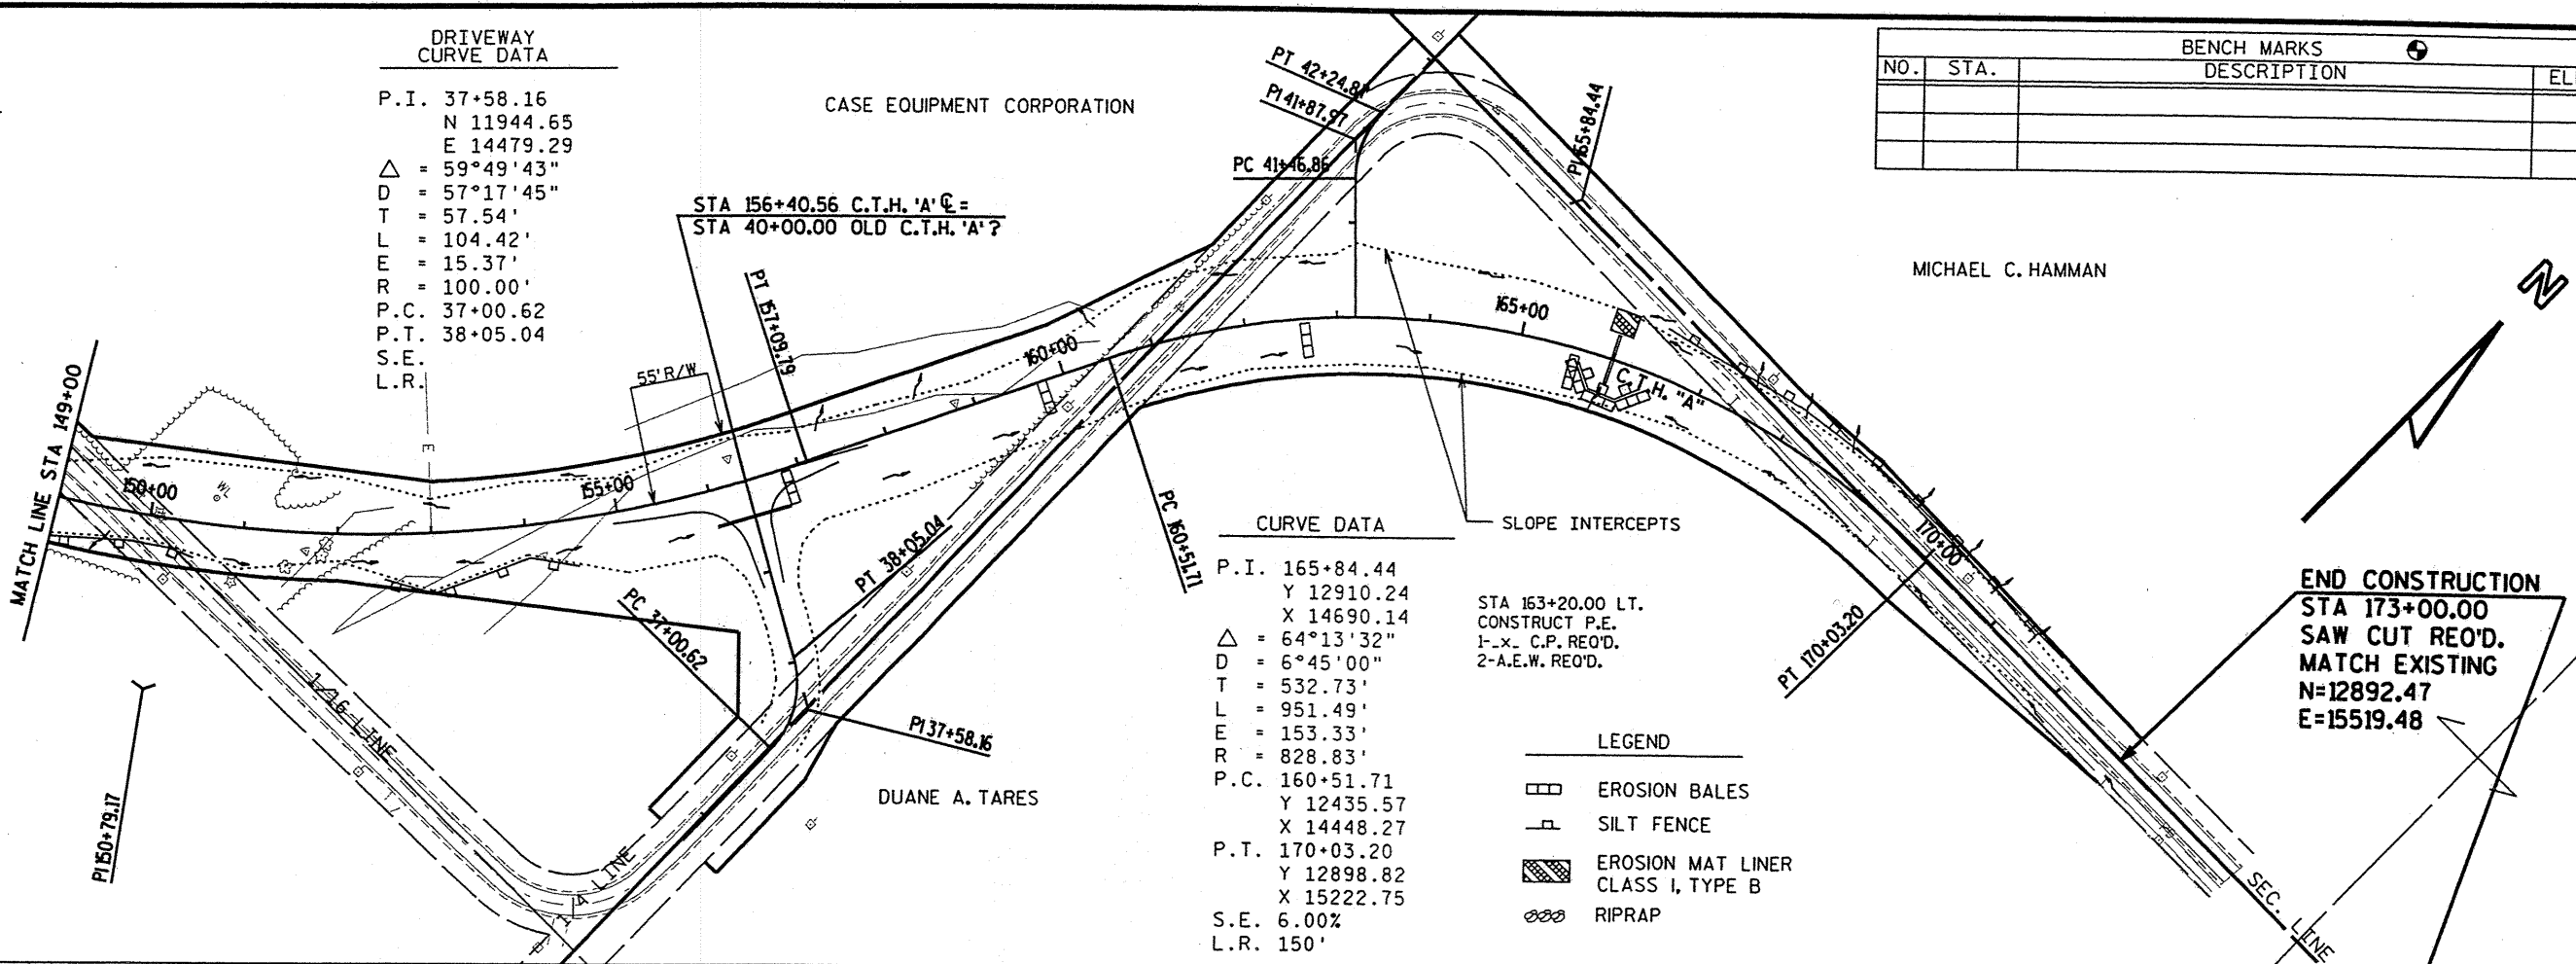 DRIVEWAY
CURVE DATA
P.I. 37+58.16
N 11944.65
E 14479.29
△ = 59°49'43"
D = 57°17'45"
T = 57.54'
L = 104.42'
E = 15.37'
R = 100.00'
P.C. 37+00.62
P.T. 38+05.04
S.E.
L.R.
CASE EQUIPMENT CORPORATION
STA 156+40.56 C.T.H. 'A' ℄ =
STA 40+00.00 OLD C.T.H. 'A'?
PT 42+24.81
PI 41+87.97
PC 41+46.86
PI 165+84.44
BENCH MARKS
NO. STA. DESCRIPTION
MICHAEL C. HAMMAN
N
MATCH LINE STA 149+00
150+00
WL
E
155+00
55' R/W
PT 157+09.79
160+00
165+00
C.T.H. "A"
170+00
PC 37+00.62
PT 38+05.04
PI 37+58.16
PC 160+51.71
PT 170+03.20
PI 150+79.17
1/16 LINE
1/4 LINE
SEC. LINE
DUANE A. TARES
SLOPE INTERCEPTS
CURVE DATA
P.I. 165+84.44
Y 12910.24
X 14690.14
△ = 64°13'32"
D = 6°45'00"
T = 532.73'
L = 951.49'
E = 153.33'
R = 828.83'
P.C. 160+51.71
Y 12435.57
X 14448.27
P.T. 170+03.20
Y 12898.82
X 15222.75
S.E. 6.00%
L.R. 150'
STA 163+20.00 LT.
CONSTRUCT P.E.
1-_x_ C.P. REQ'D.
2-A.E.W. REQ'D.
LEGEND
EROSION BALES
SILT FENCE
EROSION MAT LINER
CLASS I, TYPE B
RIPRAP
END CONSTRUCTION
STA 173+00.00
SAW CUT REQ'D.
MATCH EXISTING
N=12892.47
E=15519.48